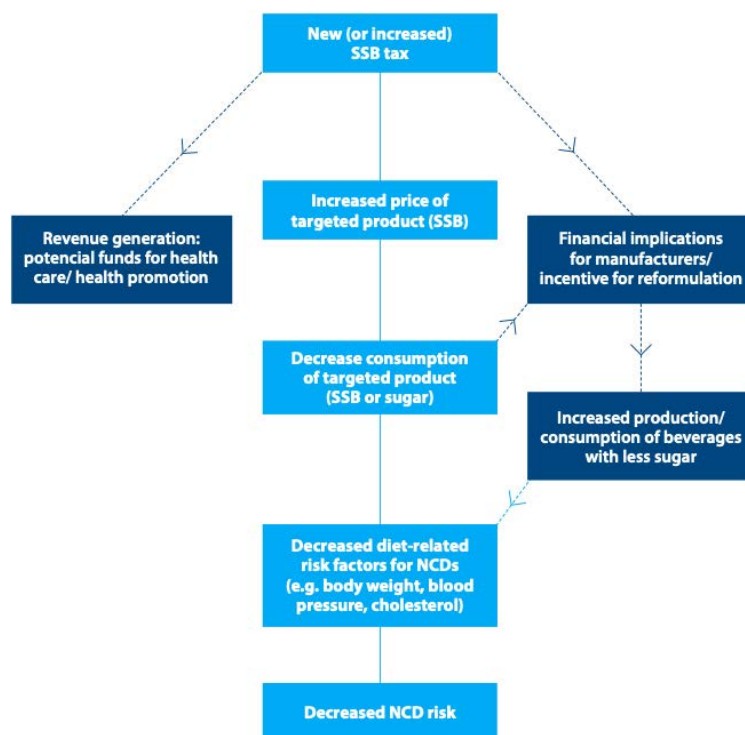 New (or increased)
SSB tax
Increased price of
targeted product (SSB)
Revenue generation:
potencial funds for health
care/ health promotion
Financial implications
for manufacturers/
incentive for reformulation
Decrease consumption
of targeted product
(SSB or sugar)
Increased production/
consumption of beverages
with less sugar
Decreased diet-related
risk factors for NCDs
(e.g. body weight, blood
pressure, cholesterol)
Decreased NCD risk